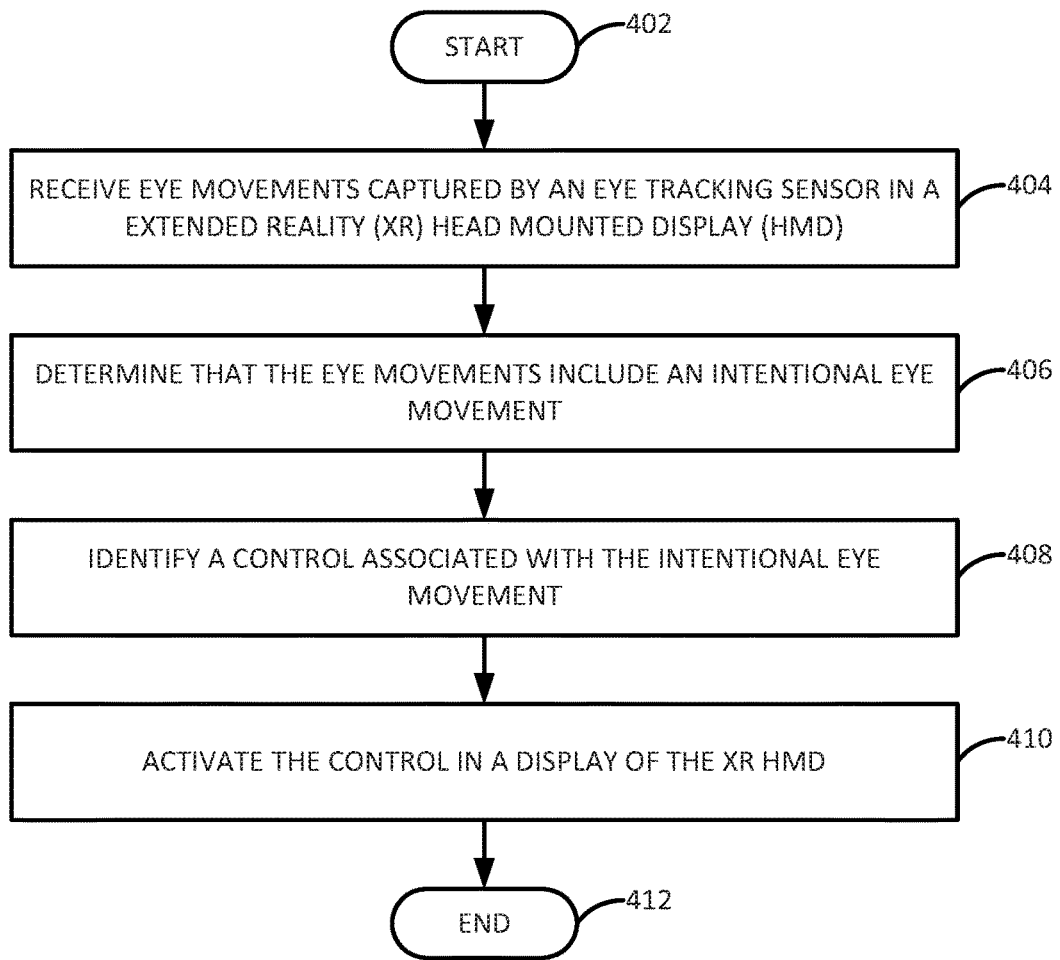 START
402
RECEIVE EYE MOVEMENTS CAPTURED BY AN EYE TRACKING SENSOR IN A
EXTENDED REALITY (XR) HEAD MOUNTED DISPLAY (HMD)
404
DETERMINE THAT THE EYE MOVEMENTS INCLUDE AN INTENTIONAL EYE
MOVEMENT
406
IDENTIFY A CONTROL ASSOCIATED WITH THE INTENTIONAL EYE
MOVEMENT
408
ACTIVATE THE CONTROL IN A DISPLAY OF THE XR HMD
410
END
412